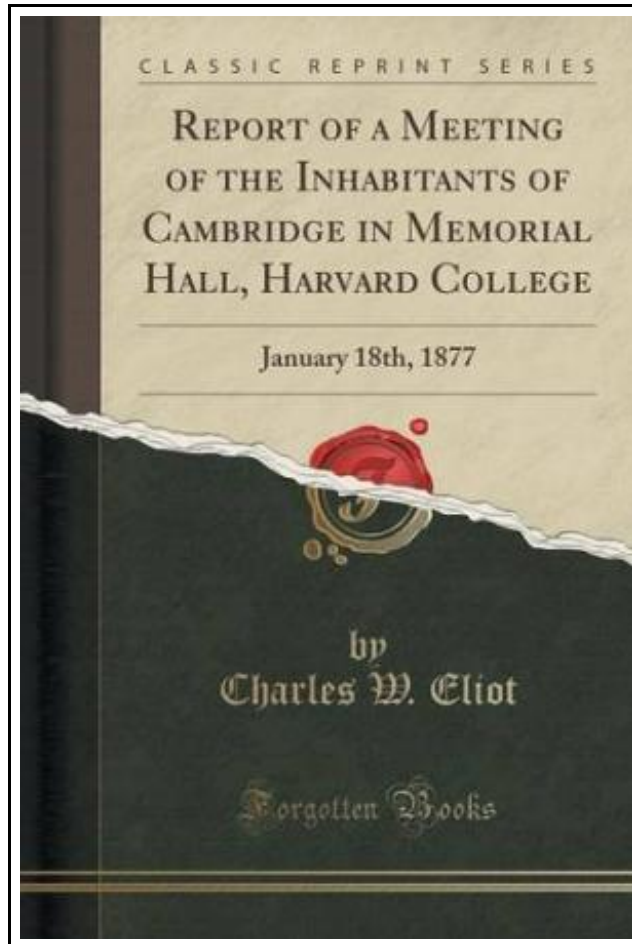 CLASSIC REPRINT SERIES
REPORT OF A MEETING
OF THE INHABITANTS OF
CAMBRIDGE IN MEMORIAL
HALL, HARVARD COLLEGE
January 18th, 1877
by
Charles W. Eliot
Forgotten Books